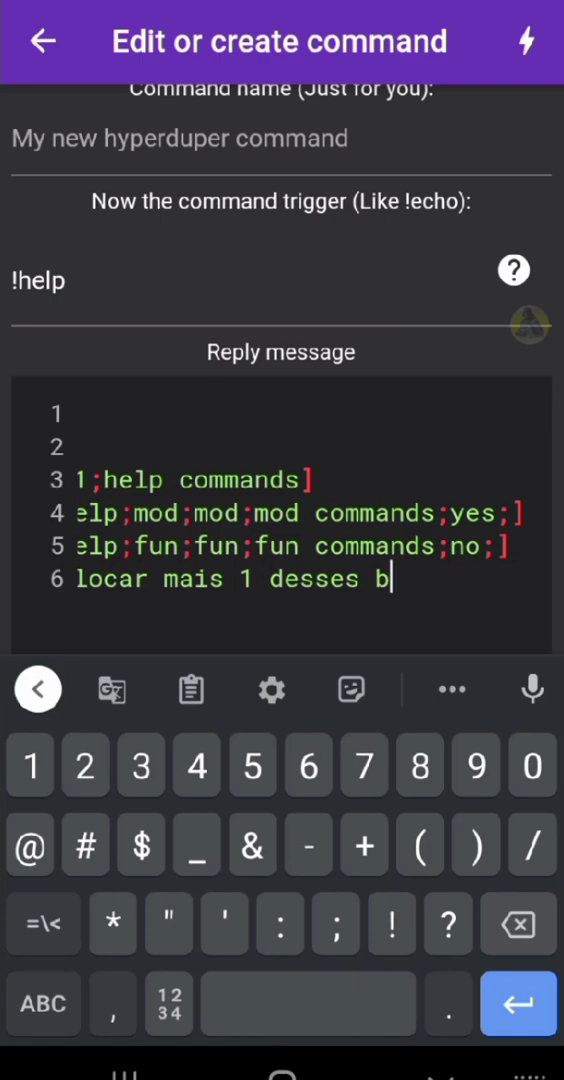 Edit or create command
Command name (Just for you):
My new hyperduper command
Now the command trigger (Like !echo):
!help
?
Reply message
1
2
3 1;help commands]
4 elp;mod;mod;mod commands;yes;]
5 elp;fun;fun;fun commands;no;]
6 locar mais 1 desses b
1 2 3 4 5 6 7 8 9 0
@ # $ _ & - + ( ) /
=\< * " ' : ; ! ?
ABC , 12 34 .